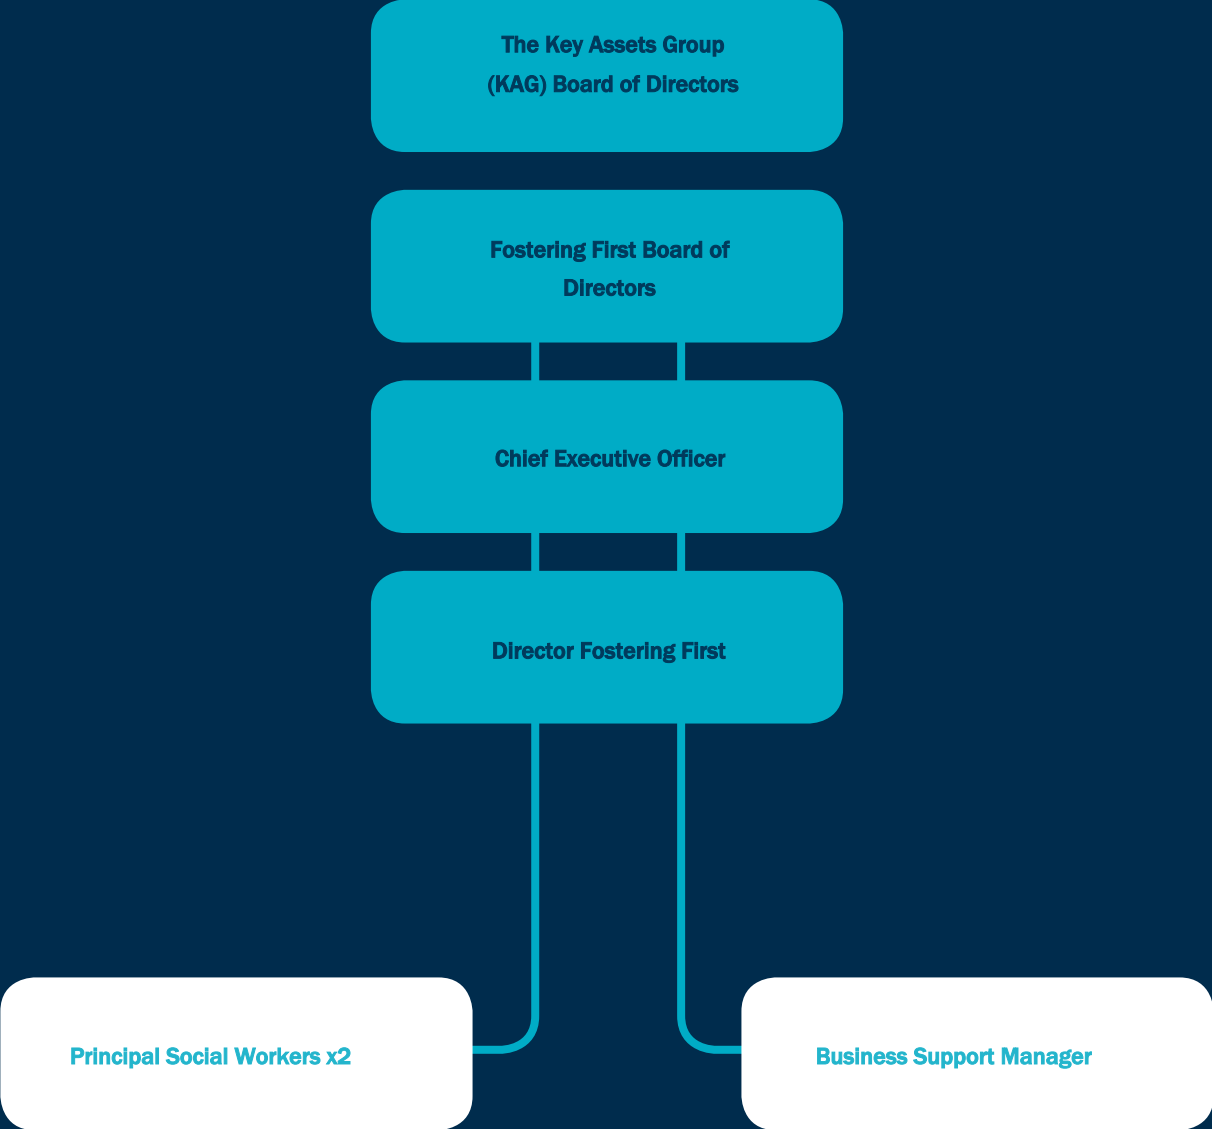 The Key Assets Group
(KAG) Board of Directors
Fostering First Board of
Directors
Chief Executive Officer
Director Fostering First
Principal Social Workers x2
Business Support Manager